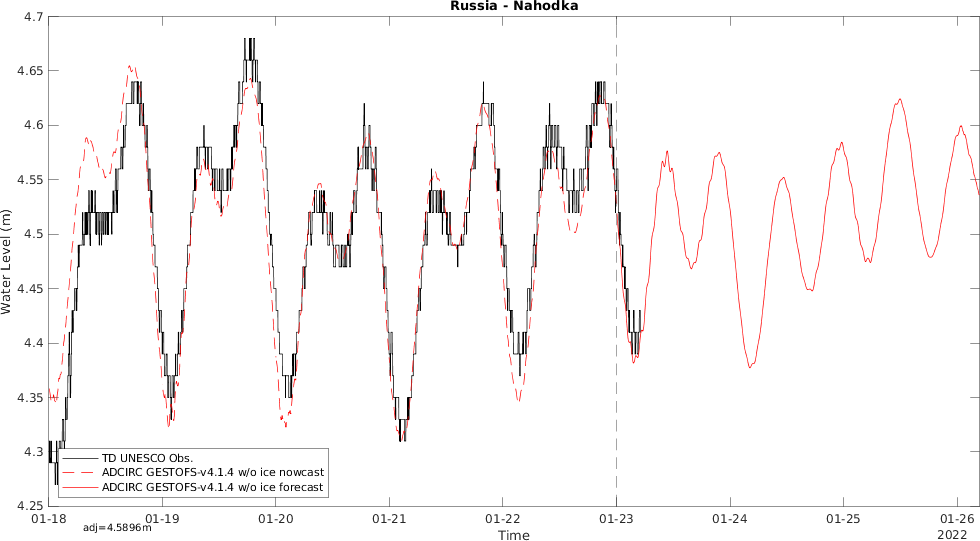 Russia - Nahodka
4.7
4.65
4.6
4.55
4.5
4.45
4.4
4.35
4.3
4.25
Water Level (m)
TD UNESCO Obs.
ADCIRC GESTOFS-v4.1.4 w/o ice nowcast
ADCIRC GESTOFS-v4.1.4 w/o ice forecast
01-18 01-19 01-20 01-21 01-22 01-23 01-24 01-25 01-26
2022
adj=4.5896m
Time